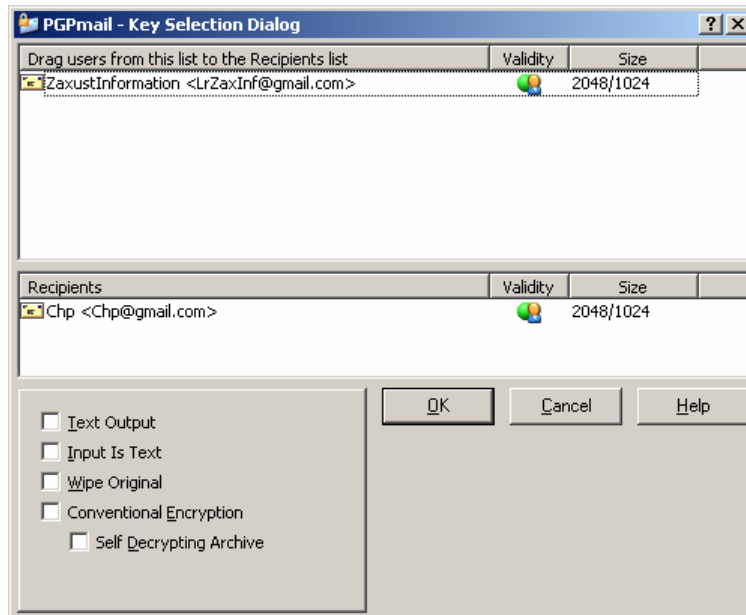 PGPmail - Key Selection Dialog
Drag users from this list to the Recipients list Validity Size
ZaxustInformation <LrZaxInf@gmail.com> 2048/1024
Recipients Validity Size
Chp <Chp@gmail.com> 2048/1024
OK Cancel Help
Text Output
Input Is Text
Wipe Original
Conventional Encryption
Self Decrypting Archive